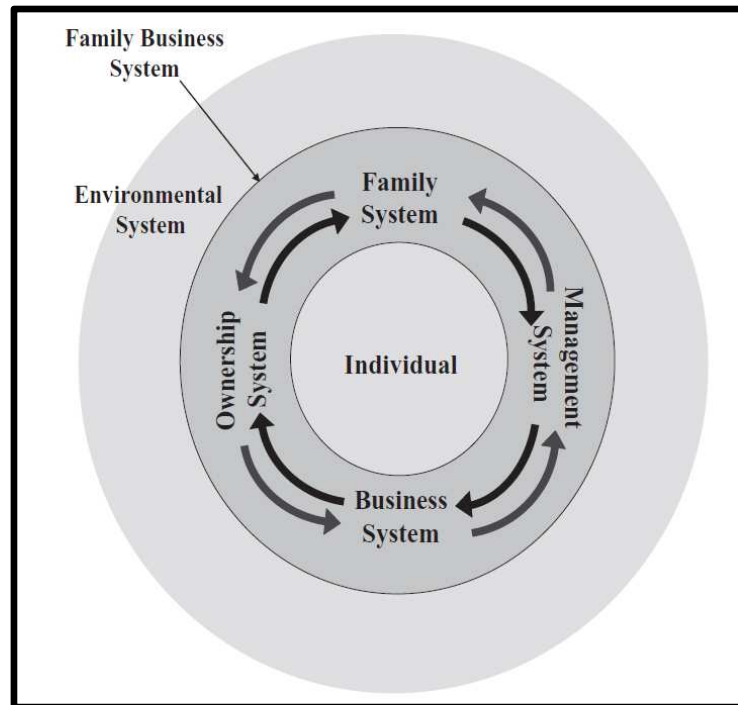 Family Business
System
Environmental
System
Family
System
Ownership
System
Individual
Management
System
Business
System